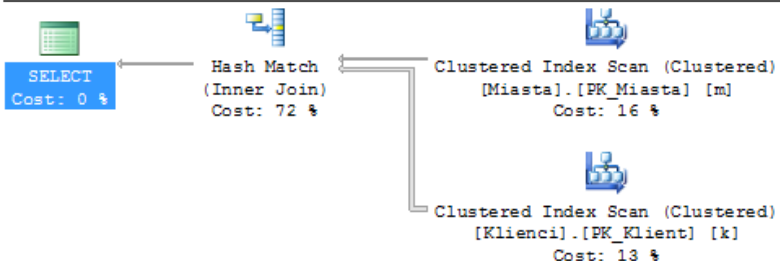 SELECT
Cost: 0 %
Hash Match
(Inner Join)
Cost: 72 %
Clustered Index Scan (Clustered)
[Miasta].[PK_Miasta] [m]
Cost: 16 %
Clustered Index Scan (Clustered)
[Klienci].[PK_Klient] [k]
Cost: 13 %